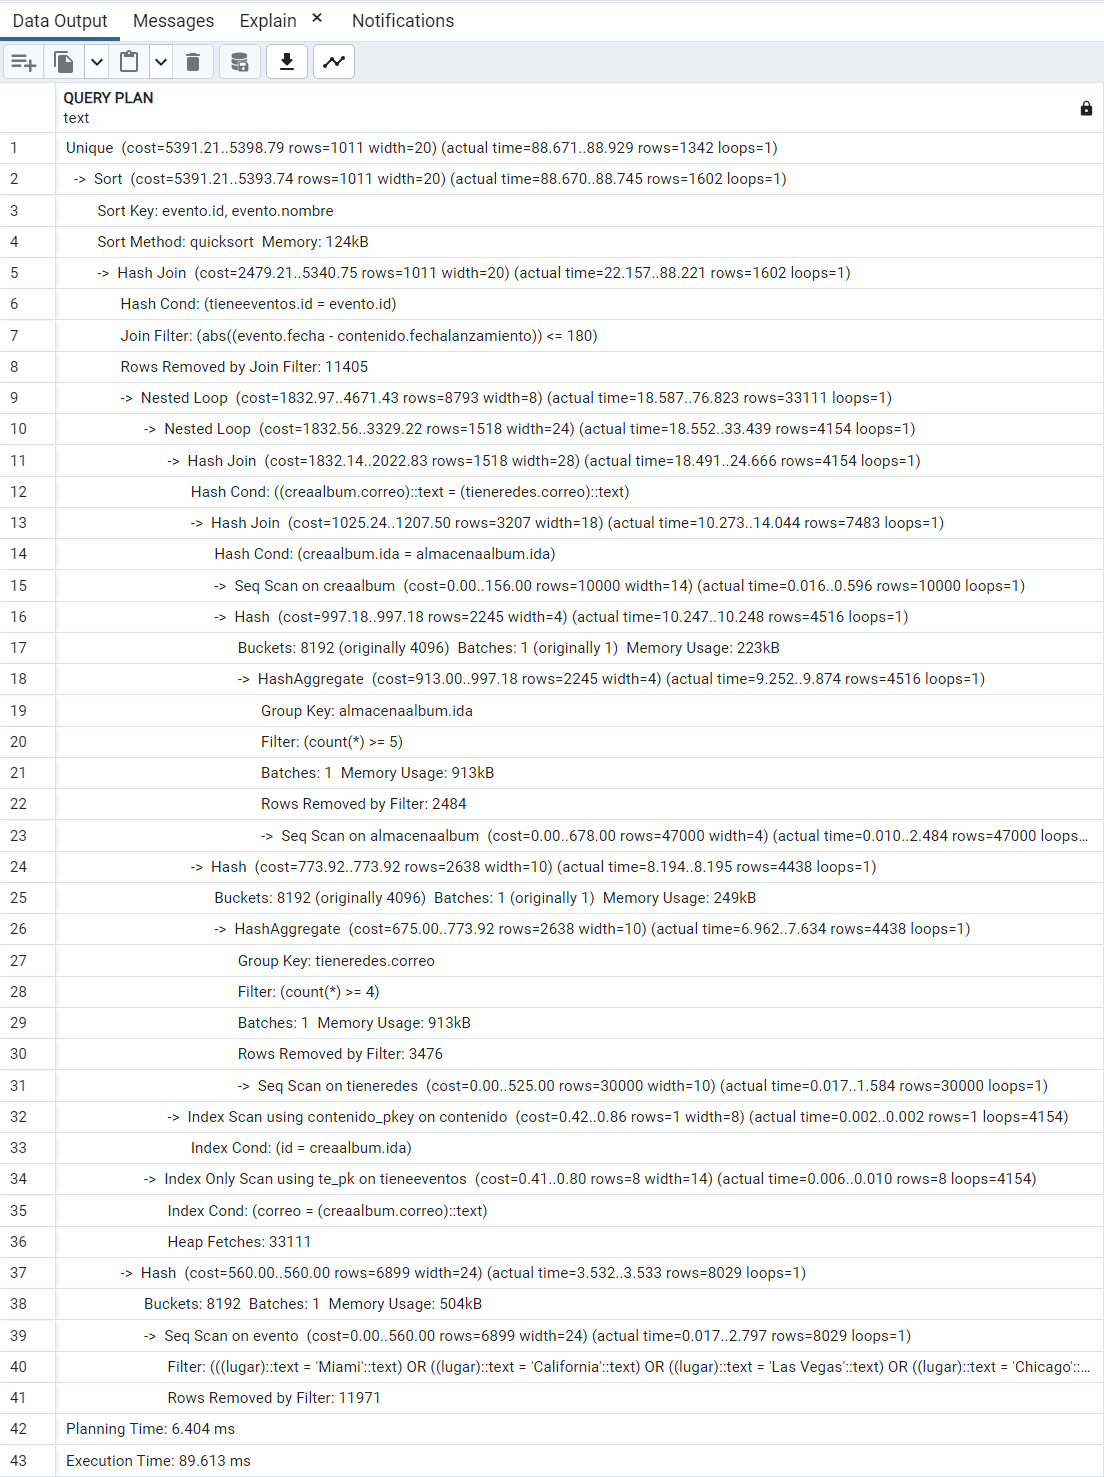 Data Output Messages Explain × Notifications
QUERY PLAN
text
1 Unique (cost=5391.21..5398.79 rows=1011 width=20) (actual time=88.671..88.929 rows=1342 loops=1)
2 -> Sort (cost=5391.21..5393.74 rows=1011 width=20) (actual time=88.670..88.745 rows=1602 loops=1)
3 Sort Key: evento.id, evento.nombre
4 Sort Method: quicksort Memory: 124kB
5 -> Hash Join (cost=2479.21..5340.75 rows=1011 width=20) (actual time=22.157..88.221 rows=1602 loops=1)
6 Hash Cond: (tieneeventos.id = evento.id)
7 Join Filter: (abs((evento.fecha - contenido.fechalanzamiento)) <= 180)
8 Rows Removed by Join Filter: 11405
9 -> Nested Loop (cost=1832.97..4671.43 rows=8793 width=8) (actual time=18.587..76.823 rows=33111 loops=1)
10 -> Nested Loop (cost=1832.56..3329.22 rows=1518 width=24) (actual time=18.552..33.439 rows=4154 loops=1)
11 -> Hash Join (cost=1832.14..2022.83 rows=1518 width=28) (actual time=18.491..24.666 rows=4154 loops=1)
12 Hash Cond: ((creaalbum.correo)::text = (tieneredes.correo)::text)
13 -> Hash Join (cost=1025.24..1207.50 rows=3207 width=18) (actual time=10.273..14.044 rows=7483 loops=1)
14 Hash Cond: (creaalbum.ida = almacenaalbum.ida)
15 -> Seq Scan on creaalbum (cost=0.00..156.00 rows=10000 width=14) (actual time=0.016..0.596 rows=10000 loops=1)
16 -> Hash (cost=997.18..997.18 rows=2245 width=4) (actual time=10.247..10.248 rows=4516 loops=1)
17 Buckets: 8192 (originally 4096) Batches: 1 (originally 1) Memory Usage: 223kB
18 -> HashAggregate (cost=913.00..997.18 rows=2245 width=4) (actual time=9.252..9.874 rows=4516 loops=1)
19 Group Key: almacenaalbum.ida
20 Filter: (count(*) >= 5)
21 Batches: 1 Memory Usage: 913kB
22 Rows Removed by Filter: 2484
23 -> Seq Scan on almacenaalbum (cost=0.00..678.00 rows=47000 width=4) (actual time=0.010..2.484 rows=47000 loops...
24 -> Hash (cost=773.92..773.92 rows=2638 width=10) (actual time=8.194..8.195 rows=4438 loops=1)
25 Buckets: 8192 (originally 4096) Batches: 1 (originally 1) Memory Usage: 249kB
26 -> HashAggregate (cost=675.00..773.92 rows=2638 width=10) (actual time=6.962..7.634 rows=4438 loops=1)
27 Group Key: tieneredes.correo
28 Filter: (count(*) >= 4)
29 Batches: 1 Memory Usage: 913kB
30 Rows Removed by Filter: 3476
31 -> Seq Scan on tieneredes (cost=0.00..525.00 rows=30000 width=10) (actual time=0.017..1.584 rows=30000 loops=1)
32 -> Index Scan using contenido_pkey on contenido (cost=0.42..0.86 rows=1 width=8) (actual time=0.002..0.002 rows=1 loops=4154)
33 Index Cond: (id = creaalbum.ida)
34 -> Index Only Scan using te_pk on tieneeventos (cost=0.41..0.80 rows=8 width=14) (actual time=0.006..0.010 rows=8 loops=4154)
35 Index Cond: (correo = (creaalbum.correo)::text)
36 Heap Fetches: 33111
37 -> Hash (cost=560.00..560.00 rows=6899 width=24) (actual time=3.532..3.533 rows=8029 loops=1)
38 Buckets: 8192 Batches: 1 Memory Usage: 504kB
39 -> Seq Scan on evento (cost=0.00..560.00 rows=6899 width=24) (actual time=0.017..2.797 rows=8029 loops=1)
40 Filter: (((lugar)::text = 'Miami'::text) OR ((lugar)::text = 'California'::text) OR ((lugar)::text = 'Las Vegas'::text) OR ((lugar)::text = 'Chicago'::...
41 Rows Removed by Filter: 11971
42 Planning Time: 6.404 ms
43 Execution Time: 89.613 ms